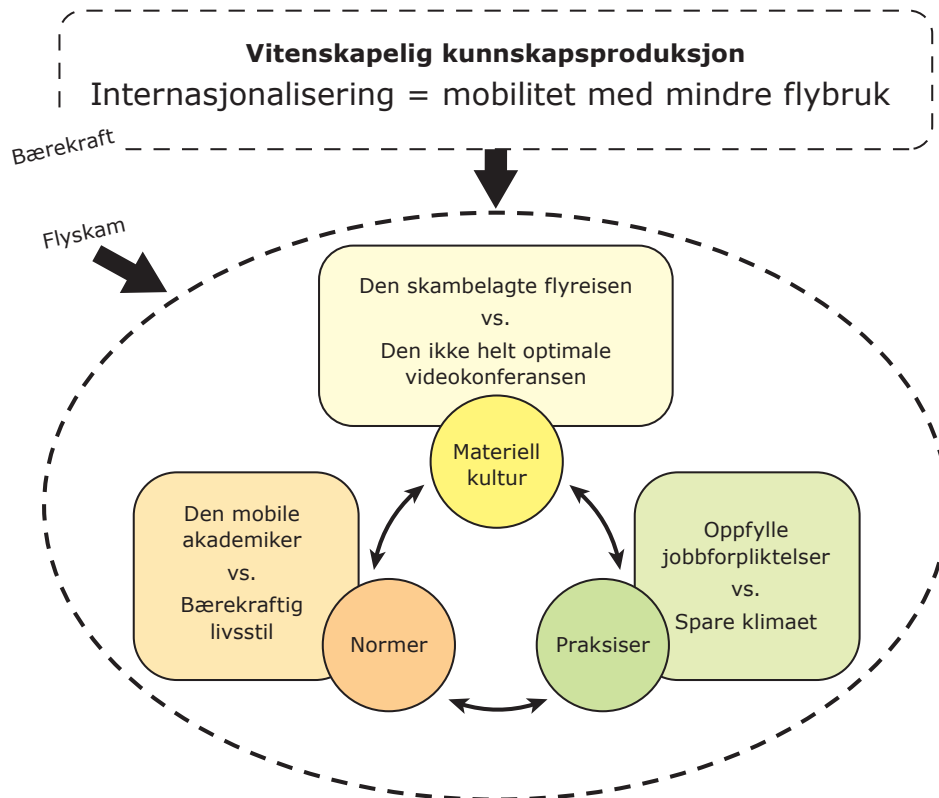 Vitenskapelig kunnskapsproduksjon
Internasjonalisering = mobilitet med mindre flybruk
Bærekraft
Flyskam
Den skambelagte flyreisen
vs.
Den ikke helt optimale
videokonferansen
Materiell
kultur
Den mobile
akademiker
vs.
Bærekraftig
livsstil
Normer
Oppfylle
jobbforpliktelser
vs.
Spare klimaet
Praksiser